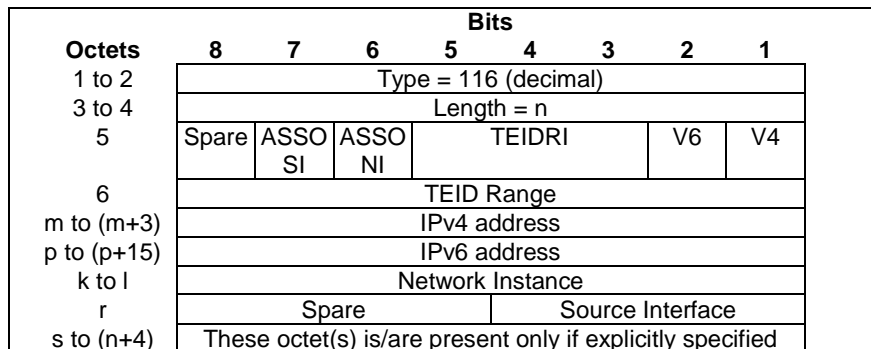 Bits
Octets 8 7 6 5 4 3 2 1
1 to 2 Type = 116 (decimal)
3 to 4 Length = n
5 Spare ASSO ASSO TEIDRI V6 V4
SI NI
6 TEID Range
m to (m+3) IPv4 address
p to (p+15) IPv6 address
k to l Network Instance
r Spare Source Interface
s to (n+4) These octet(s) is/are present only if explicitly specified